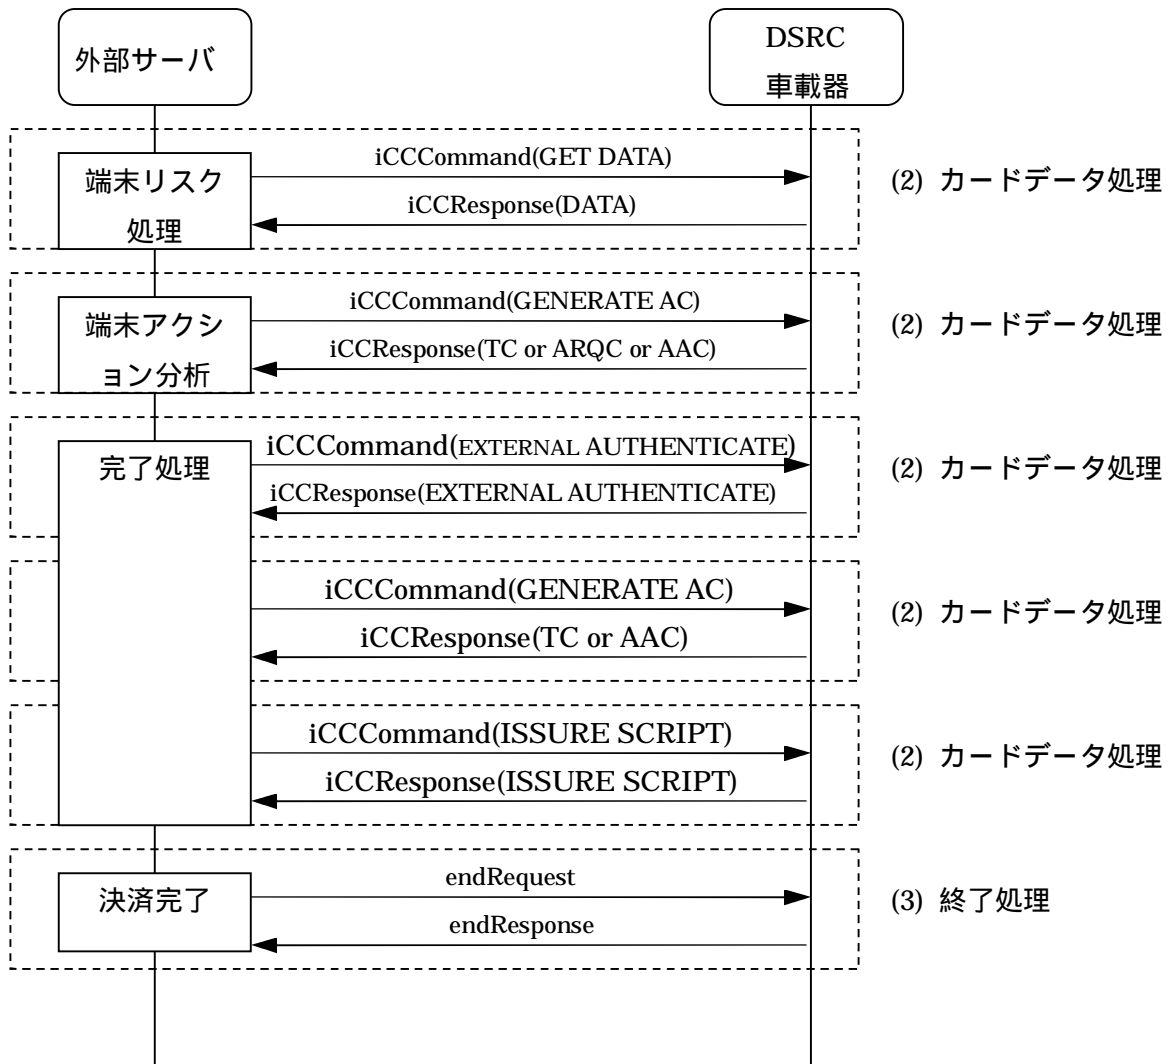 外部サーバ
DSRC
車載器
端末リスク
処理
iCCCommand(GET DATA)
iCCResponse(DATA)
(2) カードデータ処理
端末アクシ
ョン分析
iCCCommand(GENERATE AC)
iCCResponse(TC or ARQC or AAC)
(2) カードデータ処理
完了処理
iCCCommand(EXTERNAL AUTHENTICATE)
iCCResponse(EXTERNAL AUTHENTICATE)
(2) カードデータ処理
iCCCommand(GENERATE AC)
iCCResponse(TC or AAC)
(2) カードデータ処理
iCCCommand(ISSURE SCRIPT)
iCCResponse(ISSURE SCRIPT)
(2) カードデータ処理
決済完了
endRequest
endResponse
(3) 終了処理